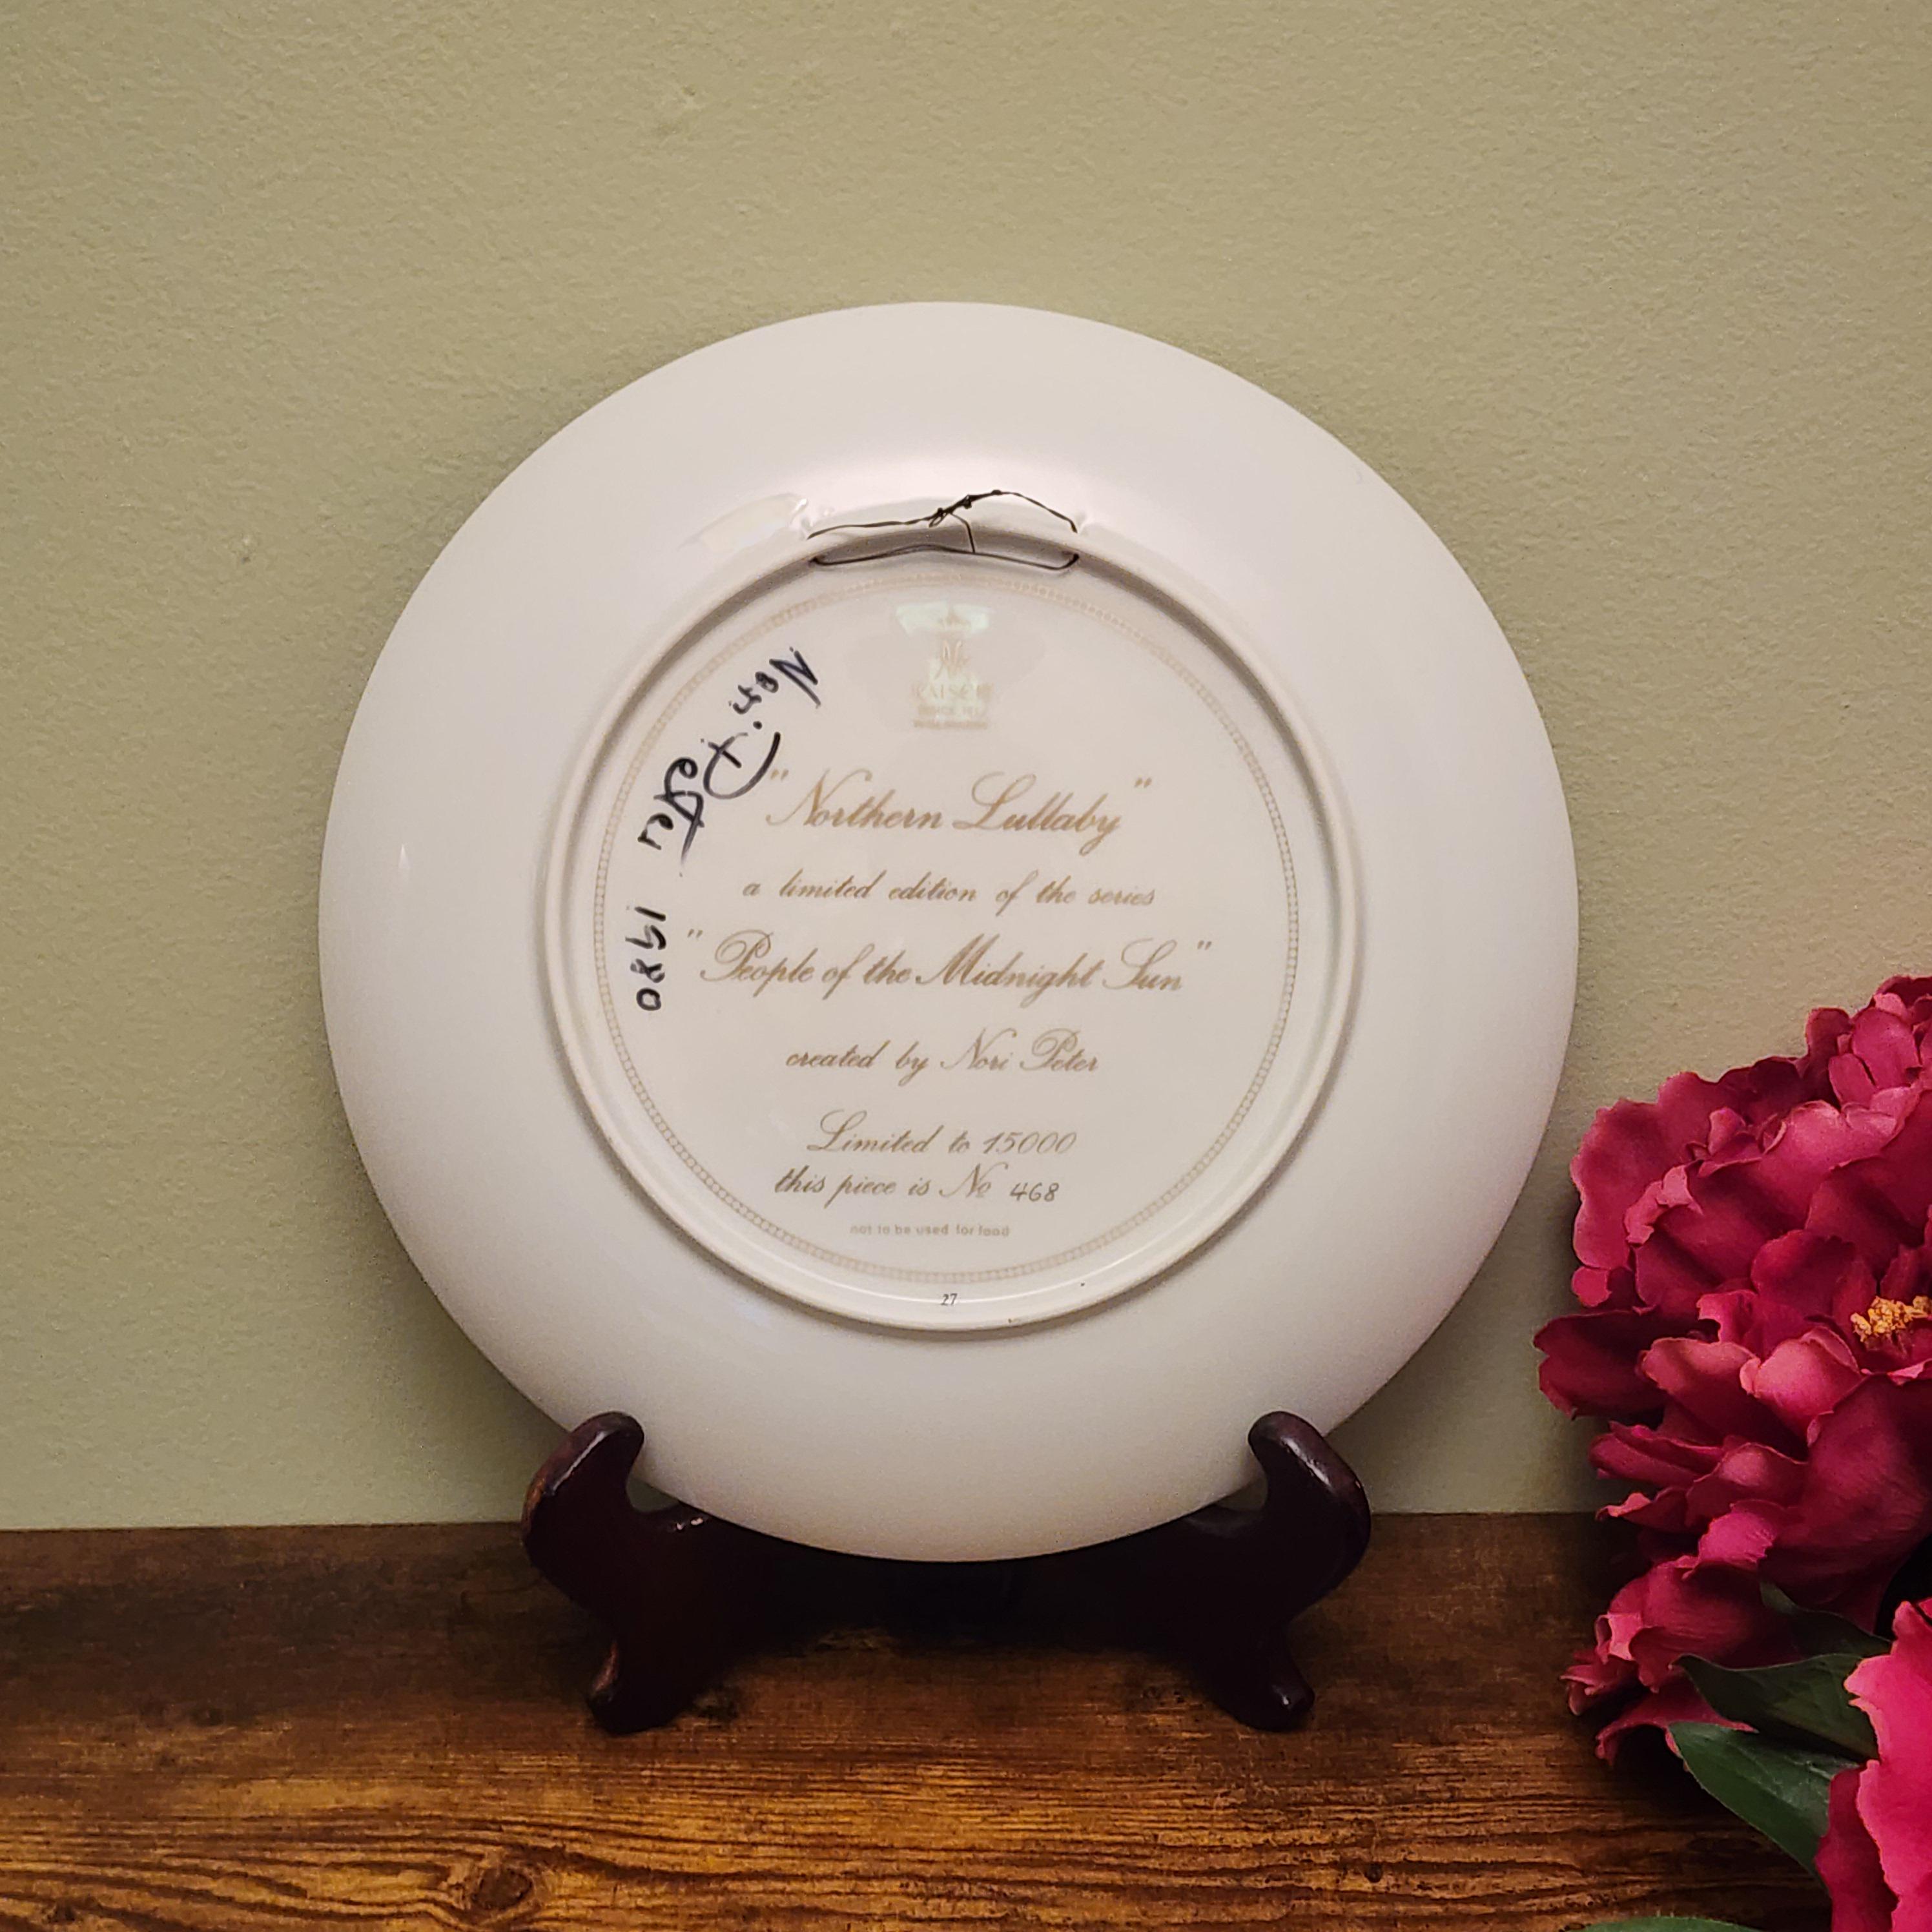 KAISER
"Northern Lullaby"
a limited edition of the series
"People of the Midnight Sun"
created by Nori Peter
Limited to 15000
this piece is No 468
not to be used for food
27
Nori Peter 1980